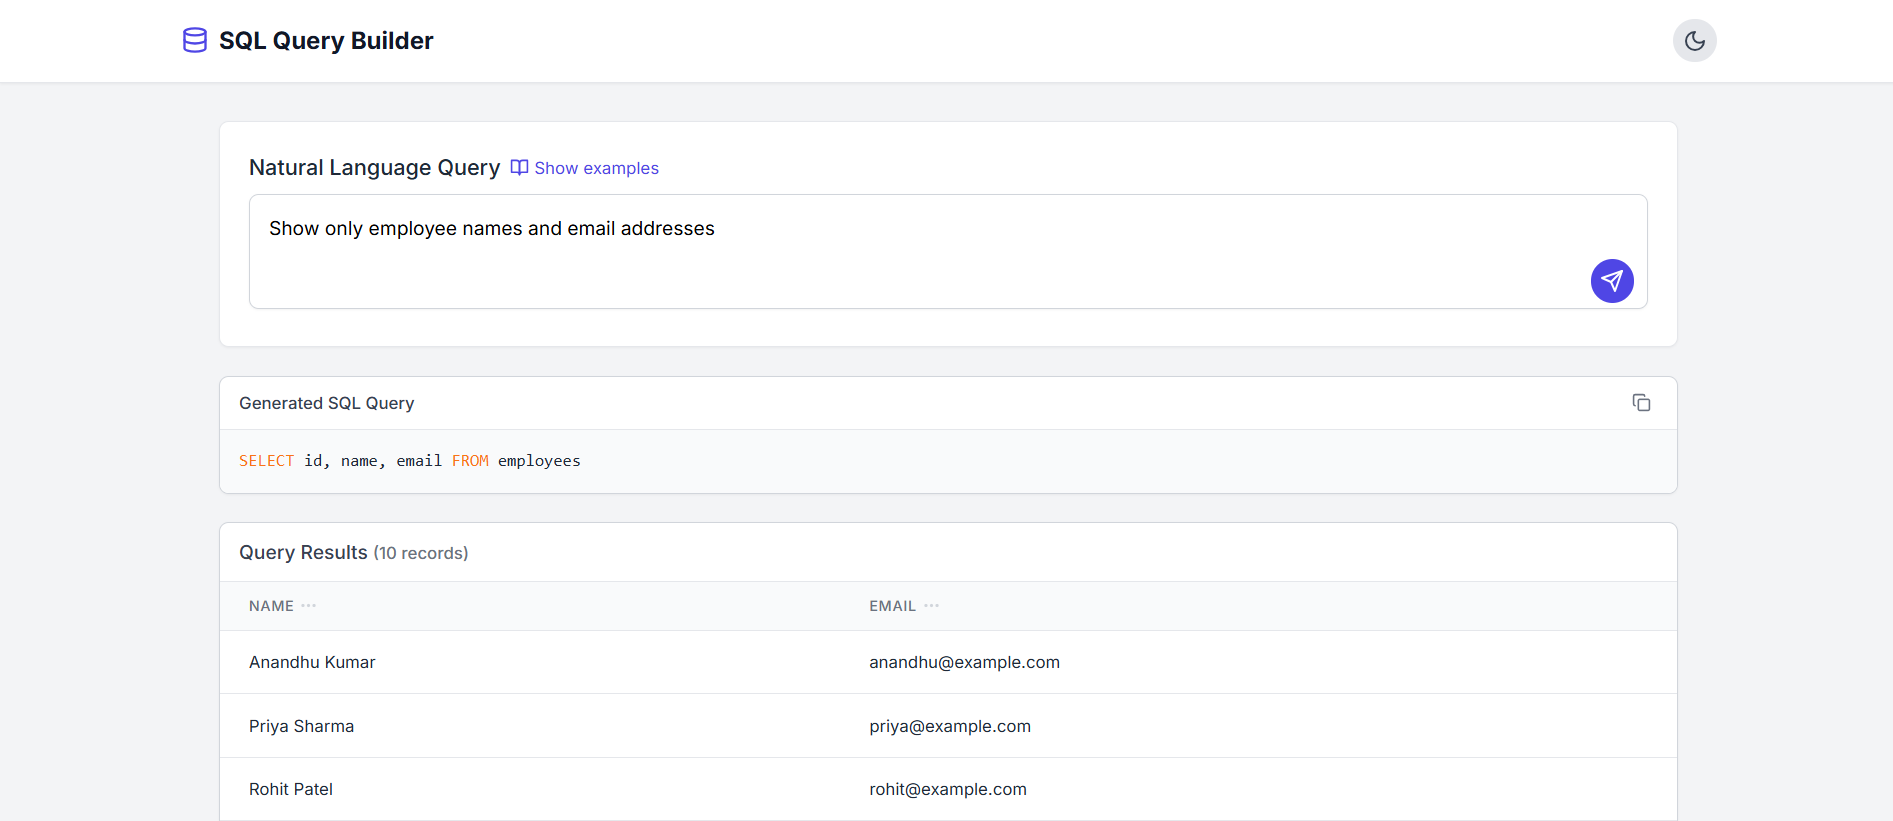 SQL Query Builder
Natural Language Query Show examples
Show only employee names and email addresses
Generated SQL Query
SELECT id, name, email FROM employees
Query Results (10 records)
NAME ··· EMAIL ···
Anandhu Kumar anandhu@example.com
Priya Sharma priya@example.com
Rohit Patel rohit@example.com